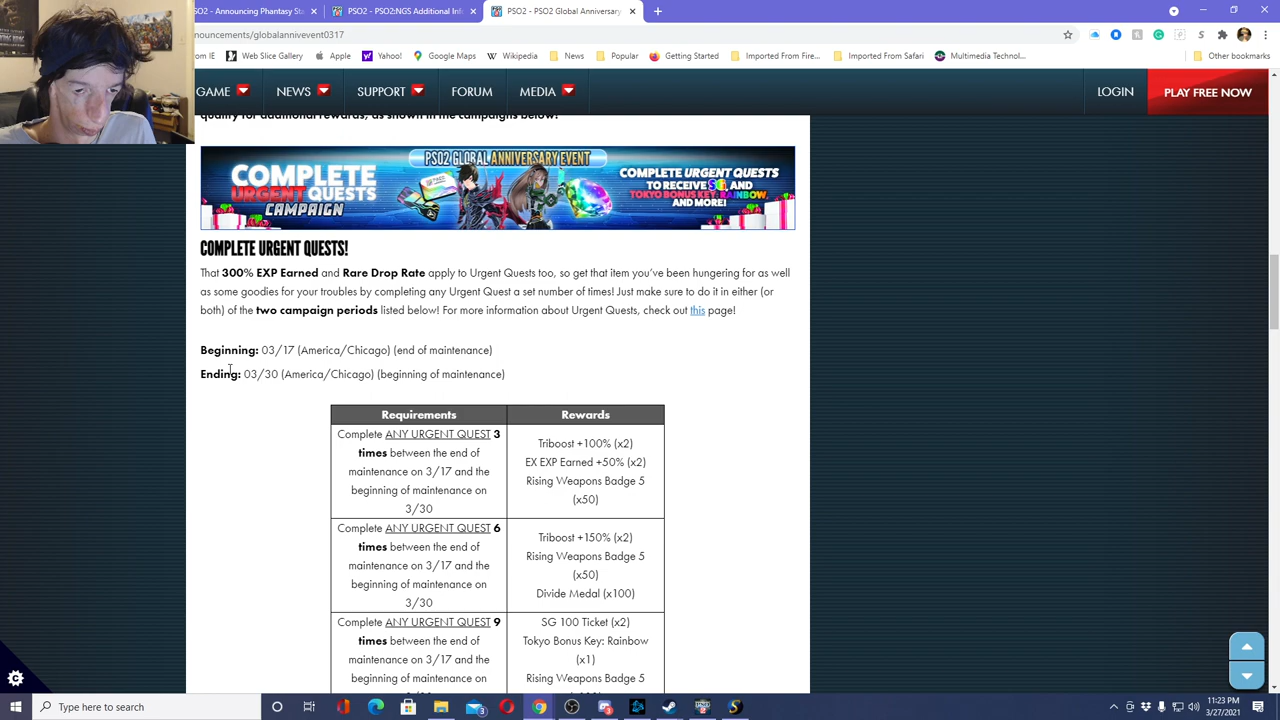 PSO2 - Announcing Phantasy Sta
PSO2 - PSO2/NGS Additional Inf
PSO2 - PSO2 Global Anniversary
nouncements/globalannivevent0317
om IE
Web Slice Gallery
Apple
Yahoo!
Google Maps
Wikipedia
News
Popular
Getting Started
Imported From Fire...
Imported From Safari
Multimedia Technol...
Other bookmarks
GAME
NEWS
SUPPORT
FORUM
MEDIA
LOGIN
PLAY FREE NOW
qualify for additional rewards, as shown in the campaigns below!
PSO2 GLOBAL ANNIVERSARY EVENT
COMPLETE
URGENT QUESTS
CAMPAIGN
COMPLETE URGENT QUESTS
TO RECEIVE SG AND
TOKYO BONUS KEY: RAINBOW,
AND MORE!
COMPLETE URGENT QUESTS!
That 300% EXP Earned and Rare Drop Rate apply to Urgent Quests too, so get that item you've been hungering for as well
as some goodies for your troubles by completing any Urgent Quest a set number of times! Just make sure to do it in either (or
both) of the two campaign periods listed below! For more information about Urgent Quests, check out this page!
Beginning: 03/17 (America/Chicago) (end of maintenance)
Ending: 03/30 (America/Chicago) (beginning of maintenance)
Requirements
Rewards
Complete ANY URGENT QUEST 3
times between the end of
maintenance on 3/17 and the
beginning of maintenance on
3/30
Triboost +100% (x2)
EX EXP Earned +50% (x2)
Rising Weapons Badge 5
(x50)
Complete ANY URGENT QUEST 6
times between the end of
maintenance on 3/17 and the
beginning of maintenance on
3/30
Triboost +150% (x2)
Rising Weapons Badge 5
(x50)
Divide Medal (x100)
Complete ANY URGENT QUEST 9
times between the end of
maintenance on 3/17 and the
beginning of maintenance on
SG 100 Ticket (x2)
Tokyo Bonus Key: Rainbow
(x1)
Rising Weapons Badge 5
Type here to search
11:23 PM
3/27/2021